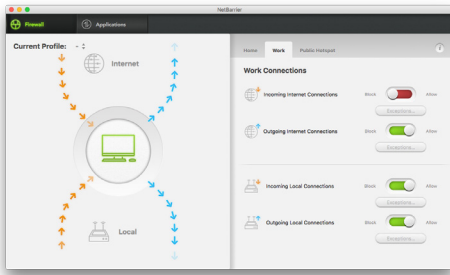 NetBarrier
Firewall
Applications
Current Profile: -
Internet
Local
Home
Work
Public Hotspot
?
Work Connections
Incoming Internet Connections
Block
Allow
Exceptions...
Outgoing Internet Connections
Block
Allow
Exceptions...
Incoming Local Connections
Block
Allow
Exceptions...
Outgoing Local Connections
Block
Allow
Exceptions...